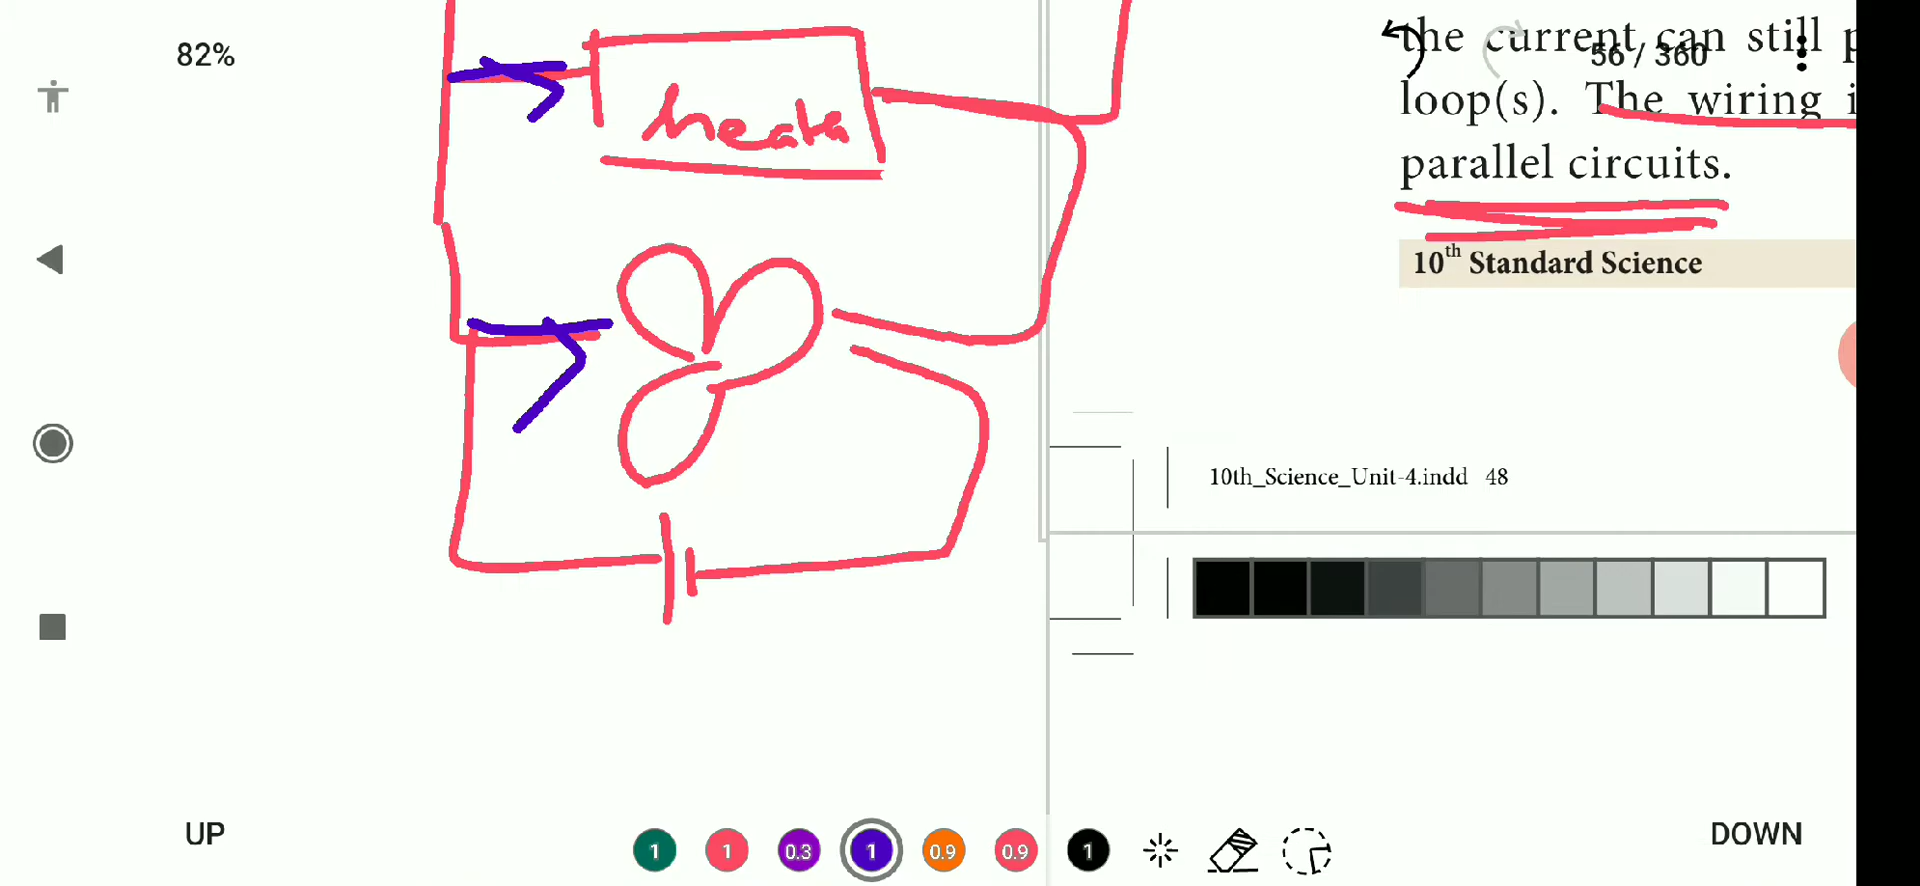 82%
the current can still p
56 / 360
loop(s). The wiring i
parallel circuits.
10th Standard Science
10th_Science_Unit-4.indd 48
UP
1 1 0.3 1 0.9 0.9 1
DOWN